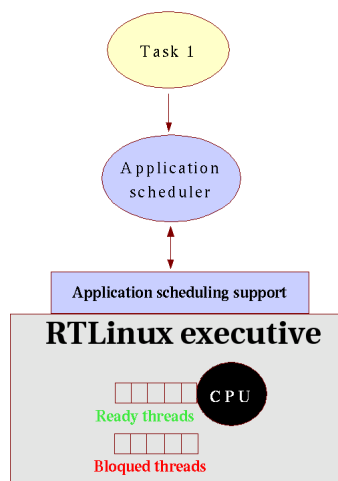 Task 1
Application
scheduler
Application scheduling support
RTLinux executive
CPU
Ready threads
Bloqued threads